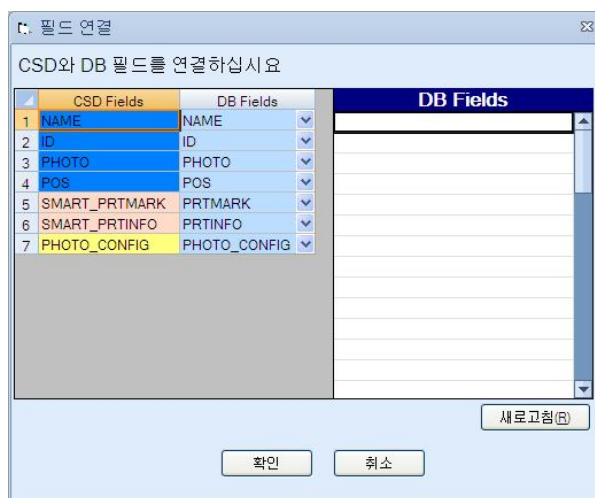 필드 연결
CSD와 DB 필드를 연결하십시요
CSD Fields DB Fields DB Fields
1 NAME NAME
2 ID ID
3 PHOTO PHOTO
4 POS POS
5 SMART_PRTMARK PRTMARK
6 SMART_PRTINFO PRTINFO
7 PHOTO_CONFIG PHOTO_CONFIG
새로고침(R)
확인 취소